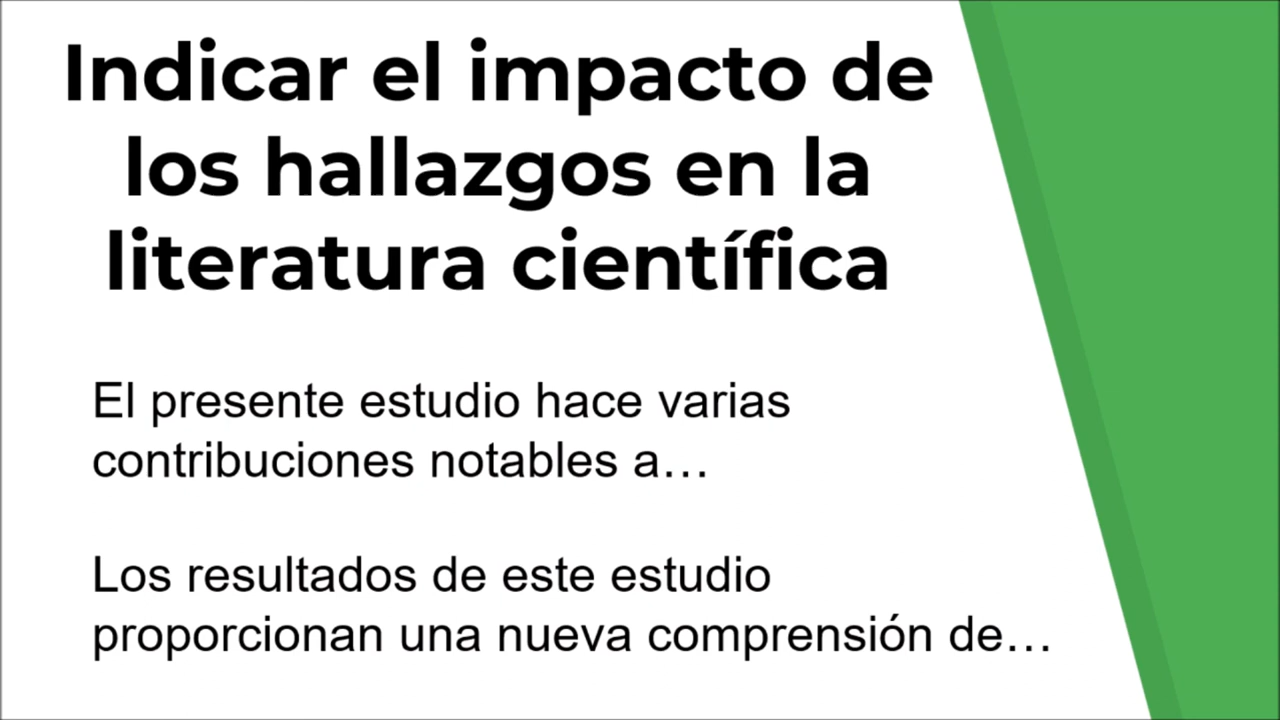 Indicar el impacto de
los hallazgos en la
literatura científica
El presente estudio hace varias
contribuciones notables a…
Los resultados de este estudio
proporcionan una nueva comprensión de…